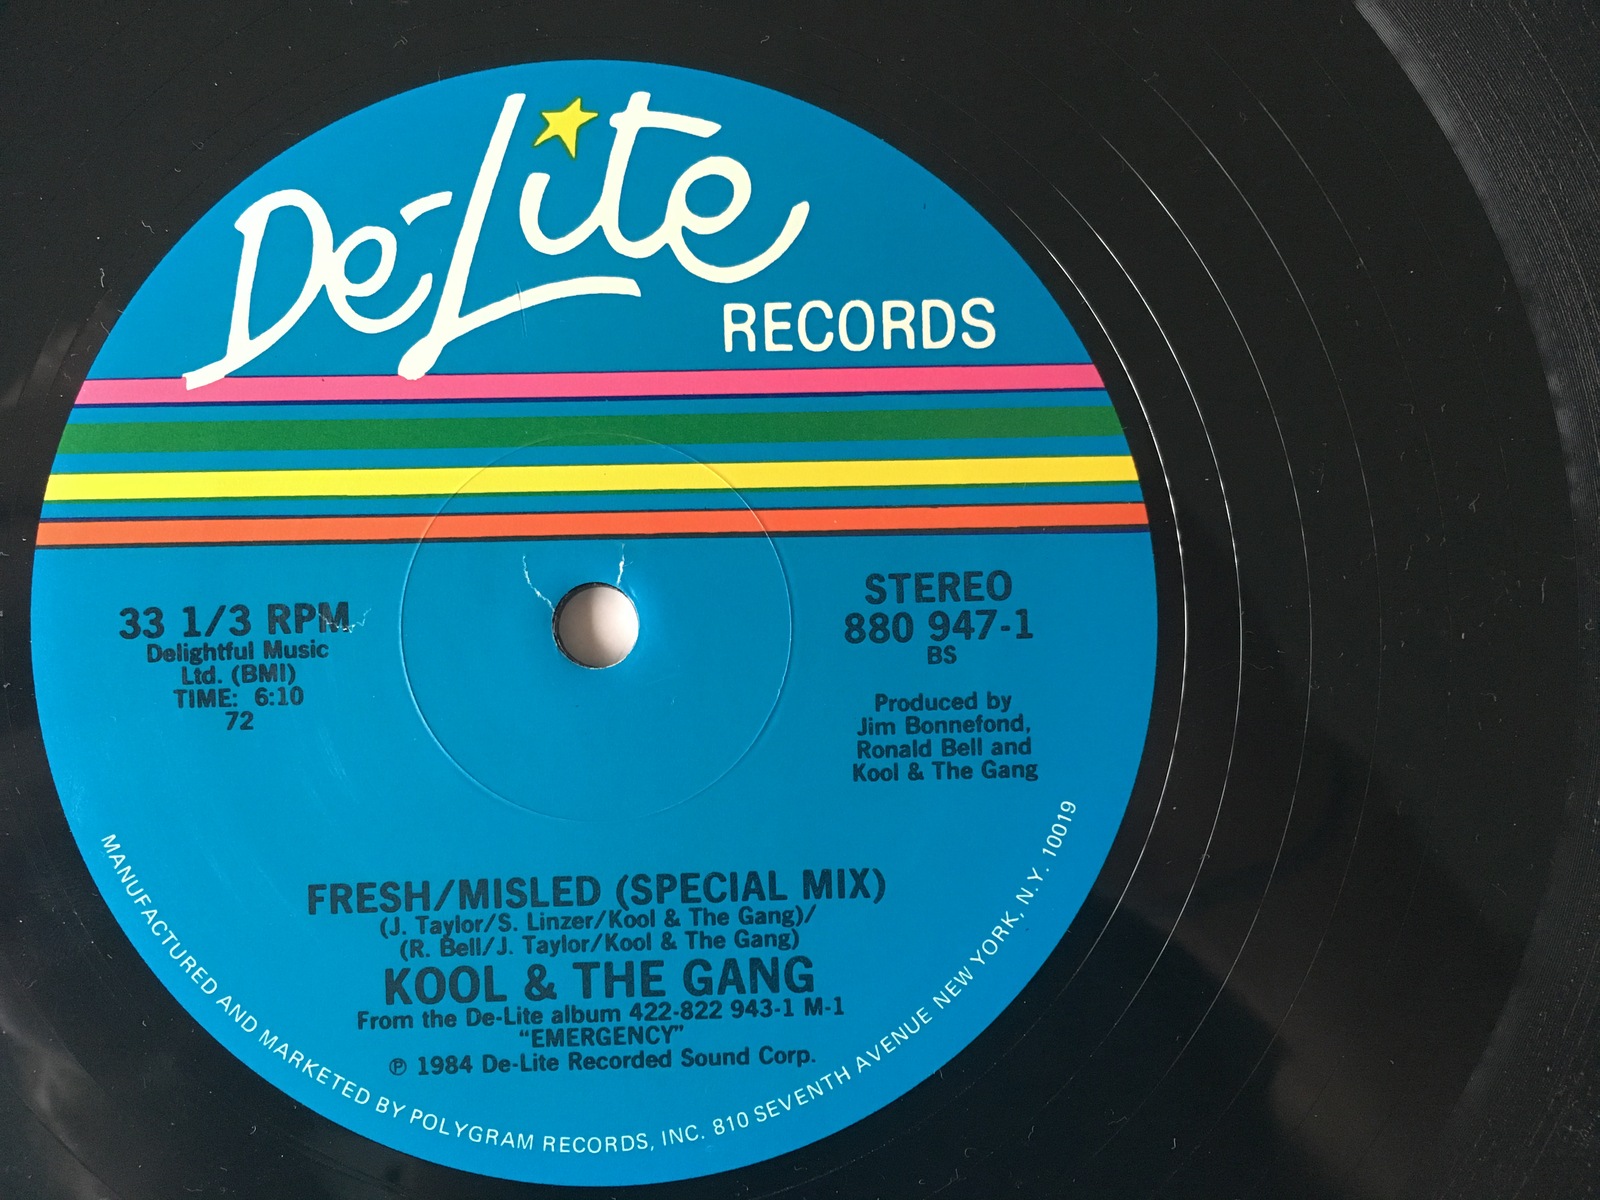 De-Lite
RECORDS
33 1/3 RPM
Delightful Music
Ltd. (BMI)
TIME: 6:10
72
STEREO
880 947-1
BS
Produced by
Jim Bonnefond,
Ronald Bell and
Kool & The Gang
FRESH/MISLED (SPECIAL MIX)
(J. Taylor/S. Linzer/Kool & The Gang)/
(R. Bell/J. Taylor/Kool & The Gang)
KOOL & THE GANG
From the De-Lite album 422-822 943-1 M-1
“EMERGENCY”
℗ 1984 De-Lite Recorded Sound Corp.
MANUFACTURED AND MARKETED BY POLYGRAM RECORDS, INC. 810 SEVENTH AVENUE NEW YORK, N.Y. 10019